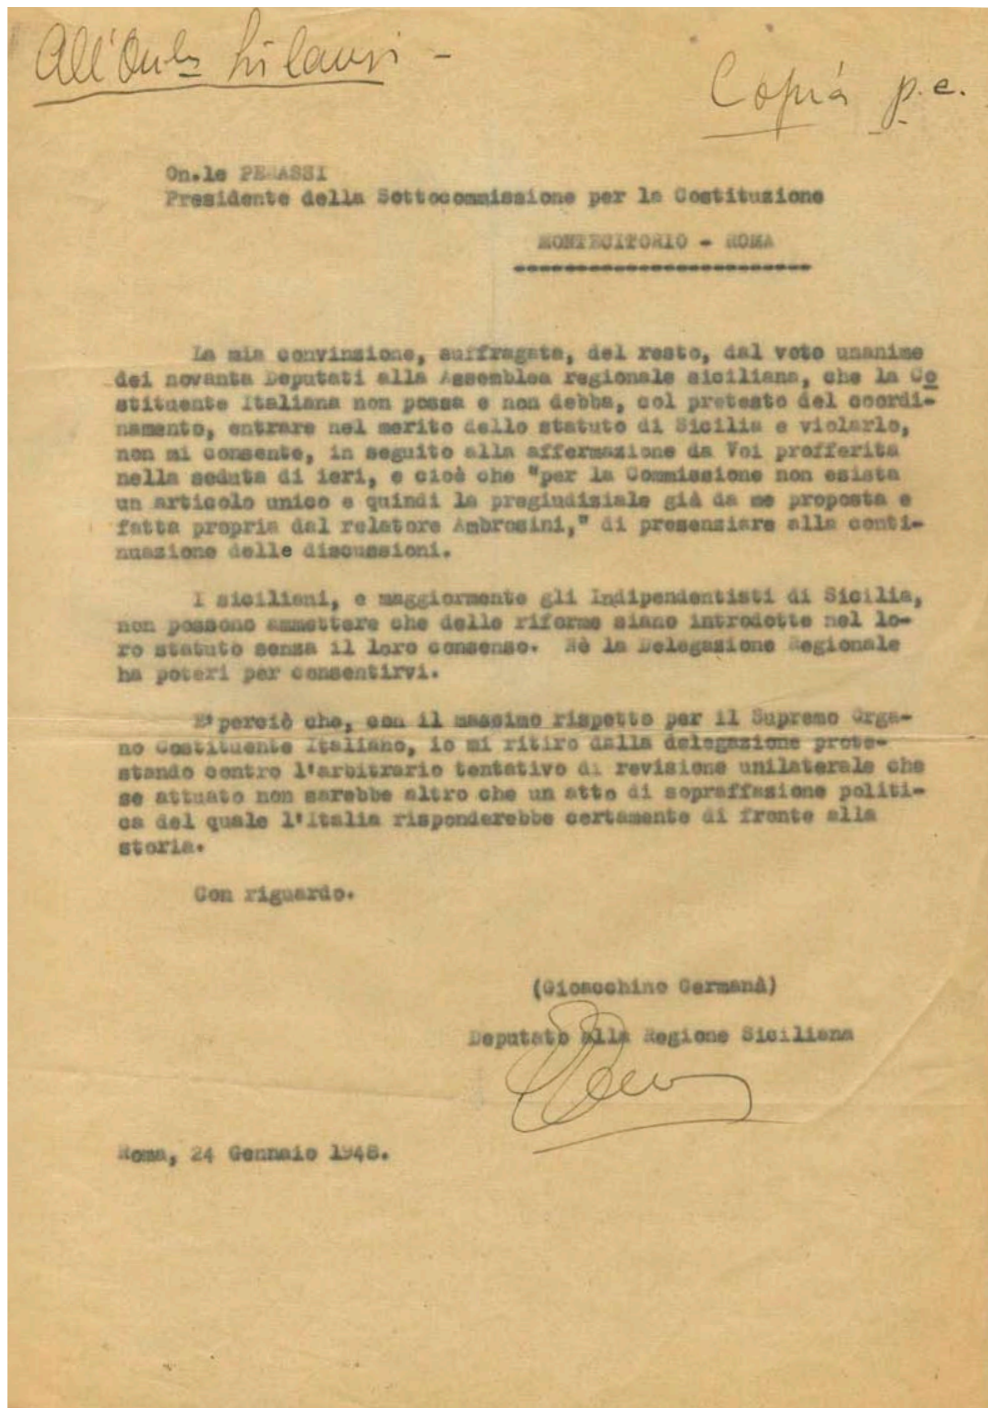 All'On.le
Copia p.c.
On.le PERASSI
Presidente della Sottocommissione per la Costituzione
MONTECITORIO - ROMA
La mia convinzione, suffragata, del resto, dal voto unanime
dei novanta Deputati alla Assemblea regionale siciliana, che la Co
stituente Italiana non possa e non debba, col pretesto del coordi-
namento, entrare nel merito dello statuto di Sicilia e violarlo,
non mi consente, in seguito alla affermazione da Voi profferita
nella seduta di ieri, e cioè che "per la Commissione non esista
un articolo unico e quindi la pregiudiziale già da me proposta e
fatta propria dal relatore Ambrosini," di presenziare alla conti-
nuazione delle discussioni.
I siciliani, e maggiormente gli Indipendentisti di Sicilia,
non possono ammettere che delle riforme siano introdotte nel lo-
ro statuto senza il loro consenso. Nè la Delegazione Regionale
ha poteri per consentirvi.
E' perciò che, con il massimo rispetto per il Supremo Orga-
no Costituente Italiano, io mi ritiro dalla delegazione prote-
stando contro l'arbitrario tentativo di revisione unilaterale che
se attuato non sarebbe altro che un atto di sopraffasione politi-
ca del quale l'Italia risponderebbe certamente di fronte alla
storia.
Con riguardo.
(Gioacchino Germanà)
Deputato alla Regione Siciliana
Roma, 24 Gennaio 1948.